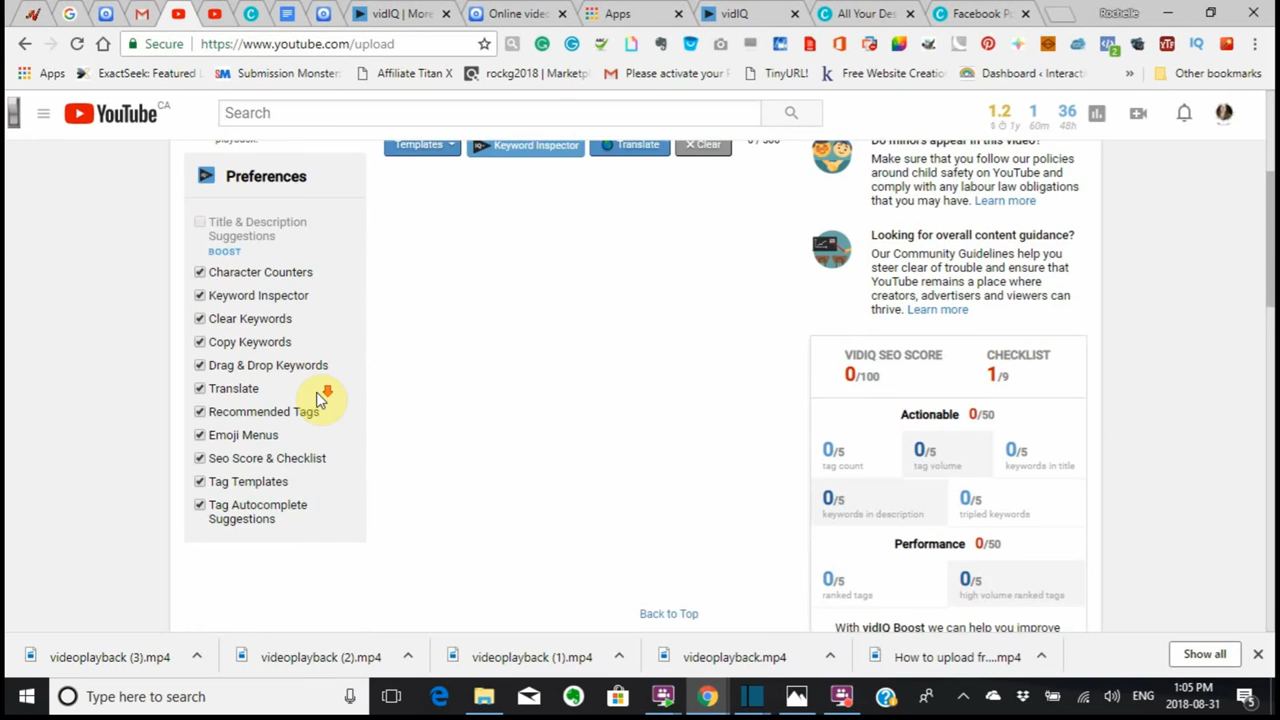 vidIQ | More
Online video
Apps
vidIQ
All Your Des
Facebook Po
Rochelle
Secure
https://www.youtube.com/upload
Apps
ExactSeek: Featured
Submission Monster
Affiliate Titan X
rockg2018 | Marketpl
Please activate your
TinyURL!
Free Website Creatio
Dashboard ‹ Interact
»
Other bookmarks
YouTube CA
Search
1.2 1 36
1y 60m 48h
playback.
Templates
Keyword Inspector
Translate
Clear
0 / 500
Preferences
Title & Description
Suggestions
BOOST
Character Counters
Keyword Inspector
Clear Keywords
Copy Keywords
Drag & Drop Keywords
Translate
Recommended Tags
Emoji Menus
Seo Score & Checklist
Tag Templates
Tag Autocomplete
Suggestions
Do minors appear in this video?
Make sure that you follow our policies
around child safety on YouTube and
comply with any labour law obligations
that you may have. Learn more
Looking for overall content guidance?
Our Community Guidelines help you
steer clear of trouble and ensure that
YouTube remains a place where
creators, advertisers and viewers can
thrive. Learn more
VIDIQ SEO SCORE
CHECKLIST
0/100
1/9
Actionable 0/50
0/5 0/5 0/5
tag count tag volume keywords in title
0/5 0/5
keywords in description tripled keywords
Performance 0/50
0/5 0/5
ranked tags high volume ranked tags
With vidIQ Boost we can help you improve
Back to Top
videoplayback (3).mp4
videoplayback (2).mp4
videoplayback (1).mp4
videoplayback.mp4
How to upload fr....mp4
Show all
Type here to search
ENG
1:05 PM
2018-08-31
5